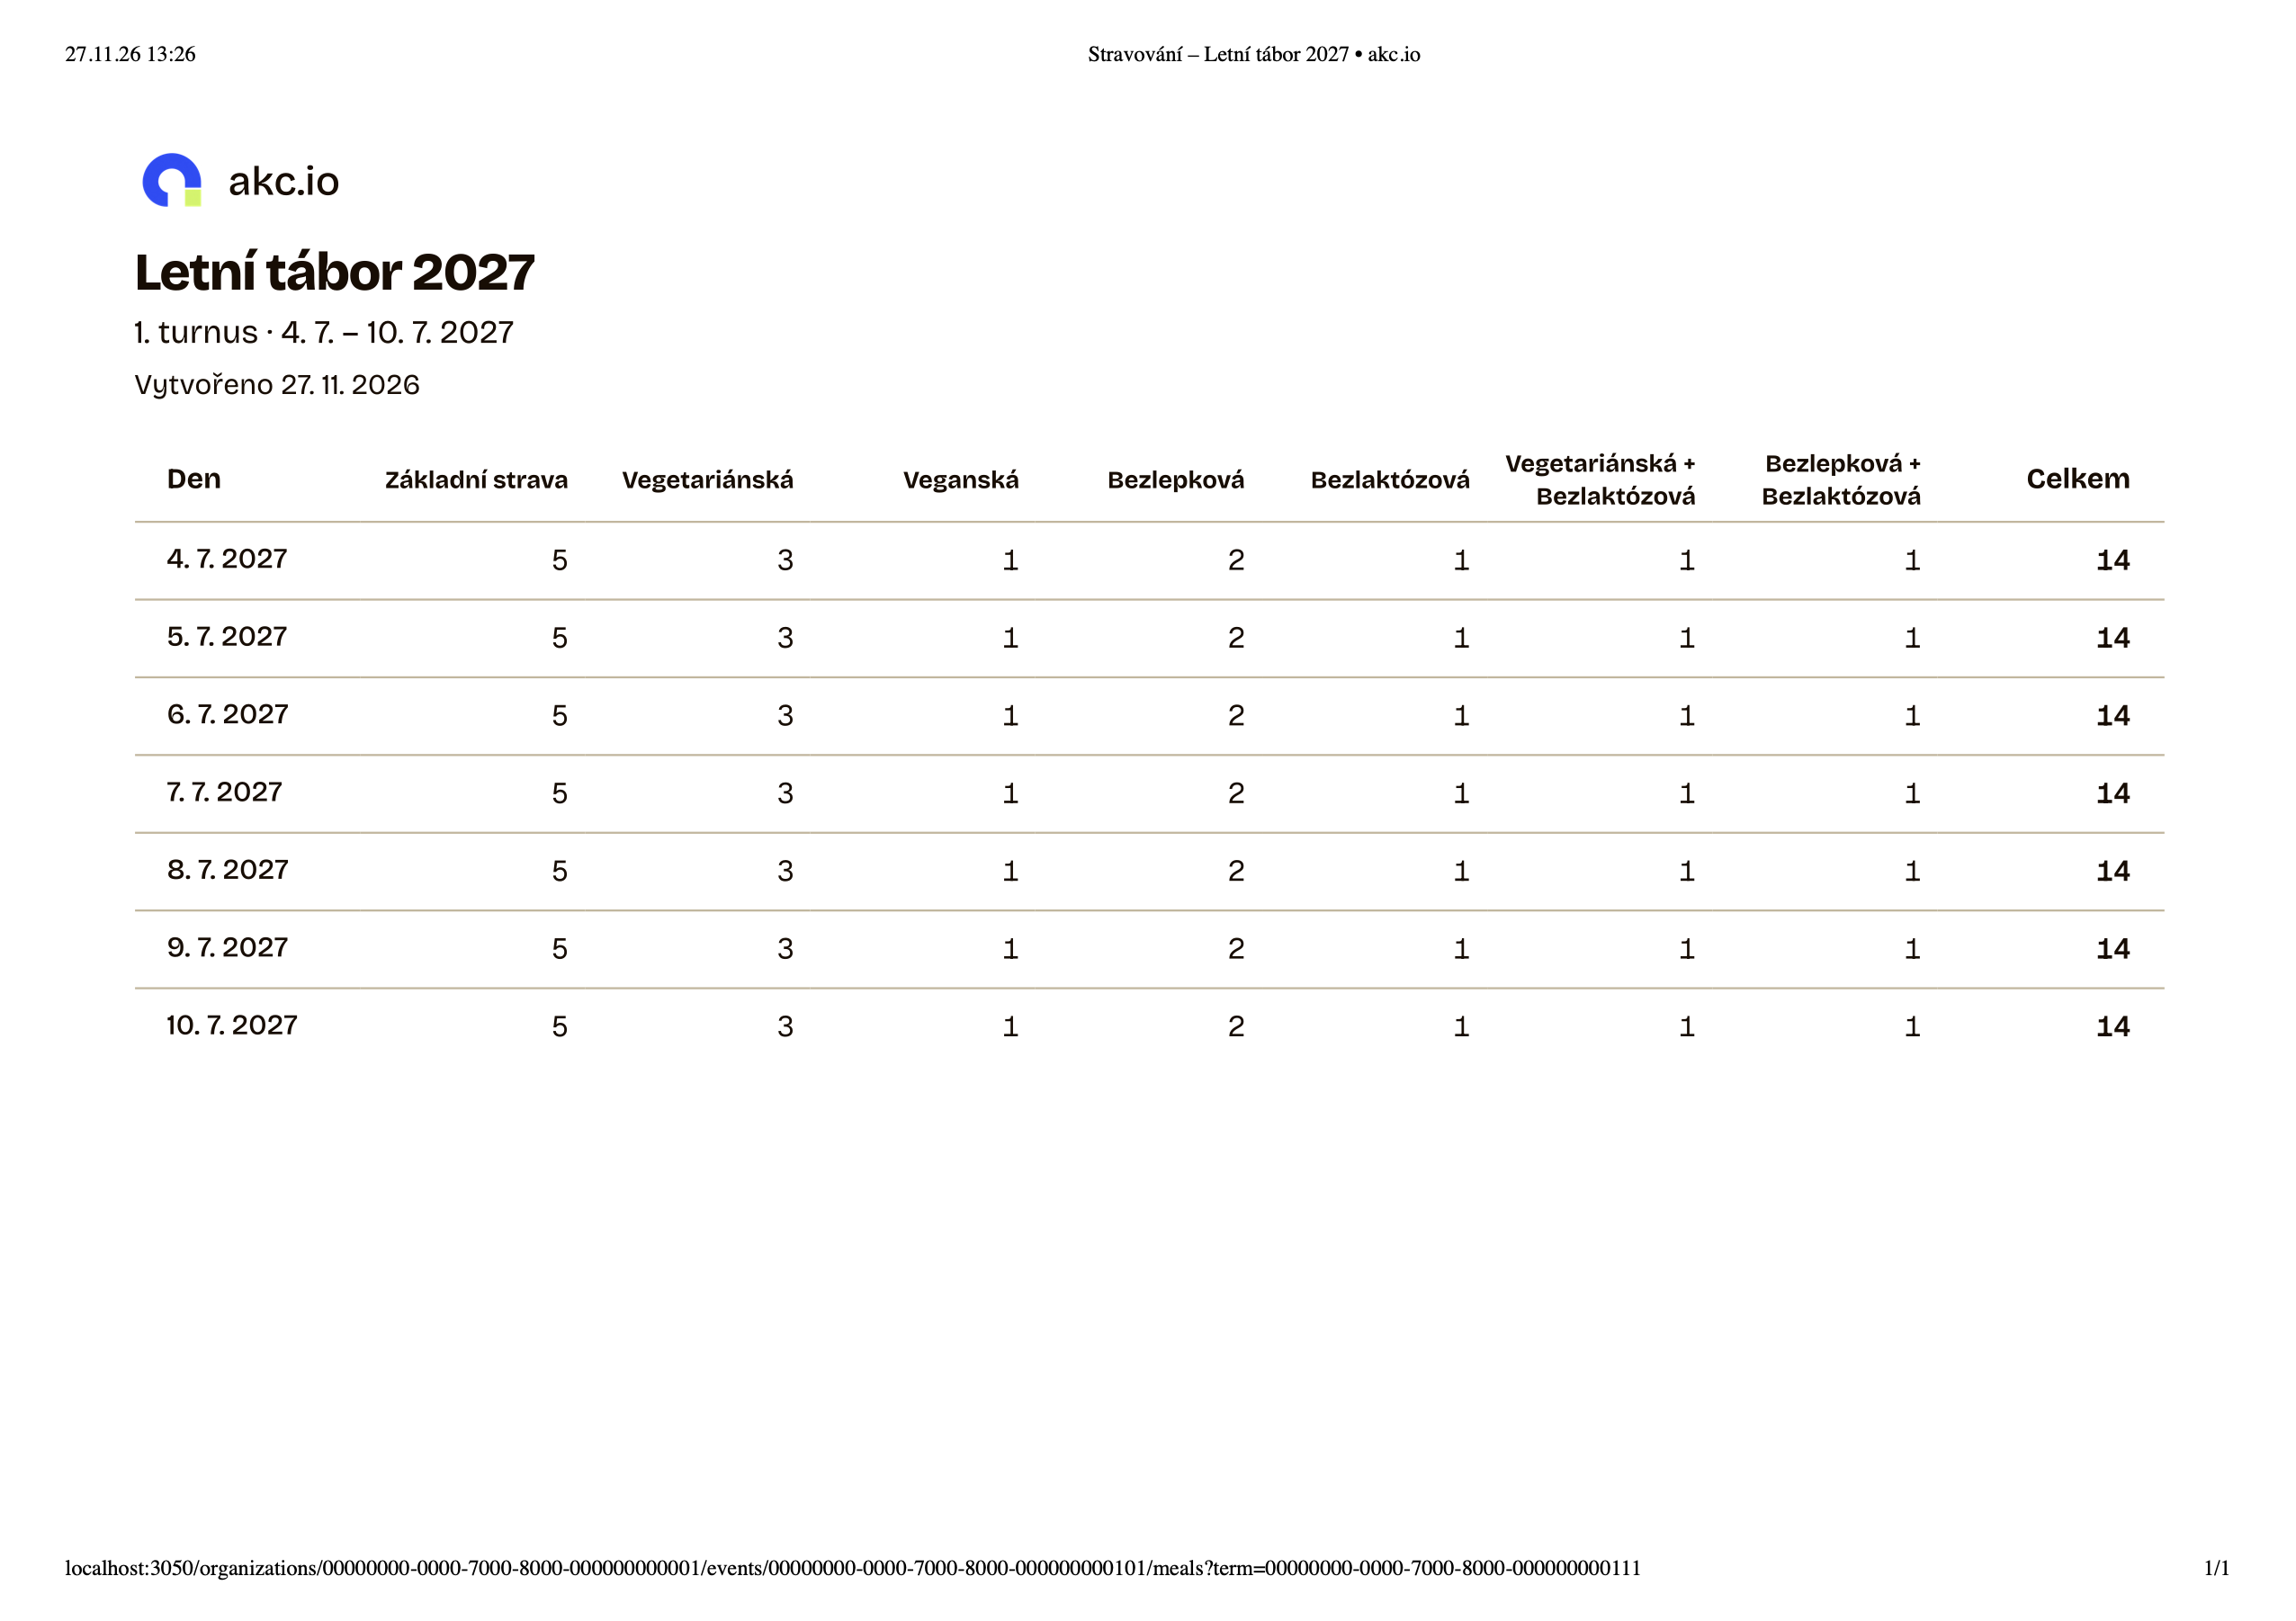 27.11.26 13:26 Stravování – Letní tábor 2027 • akc.io
akc.io
Letní tábor 2027
1. turnus · 4. 7. – 10. 7. 2027
Vytvořeno 27. 11. 2026
Den Základní strava Vegetariánská Veganská Bezlepková Bezlaktózová Vegetariánská + Bezlaktózová Bezlepková + Bezlaktózová Celkem
4. 7. 2027 5 3 1 2 1 1 1 14
5. 7. 2027 5 3 1 2 1 1 1 14
6. 7. 2027 5 3 1 2 1 1 1 14
7. 7. 2027 5 3 1 2 1 1 1 14
8. 7. 2027 5 3 1 2 1 1 1 14
9. 7. 2027 5 3 1 2 1 1 1 14
10. 7. 2027 5 3 1 2 1 1 1 14
localhost:3050/organizations/00000000-0000-7000-8000-000000000001/events/00000000-0000-7000-8000-000000000101/meals?term=00000000-0000-7000-8000-000000000111 1/1